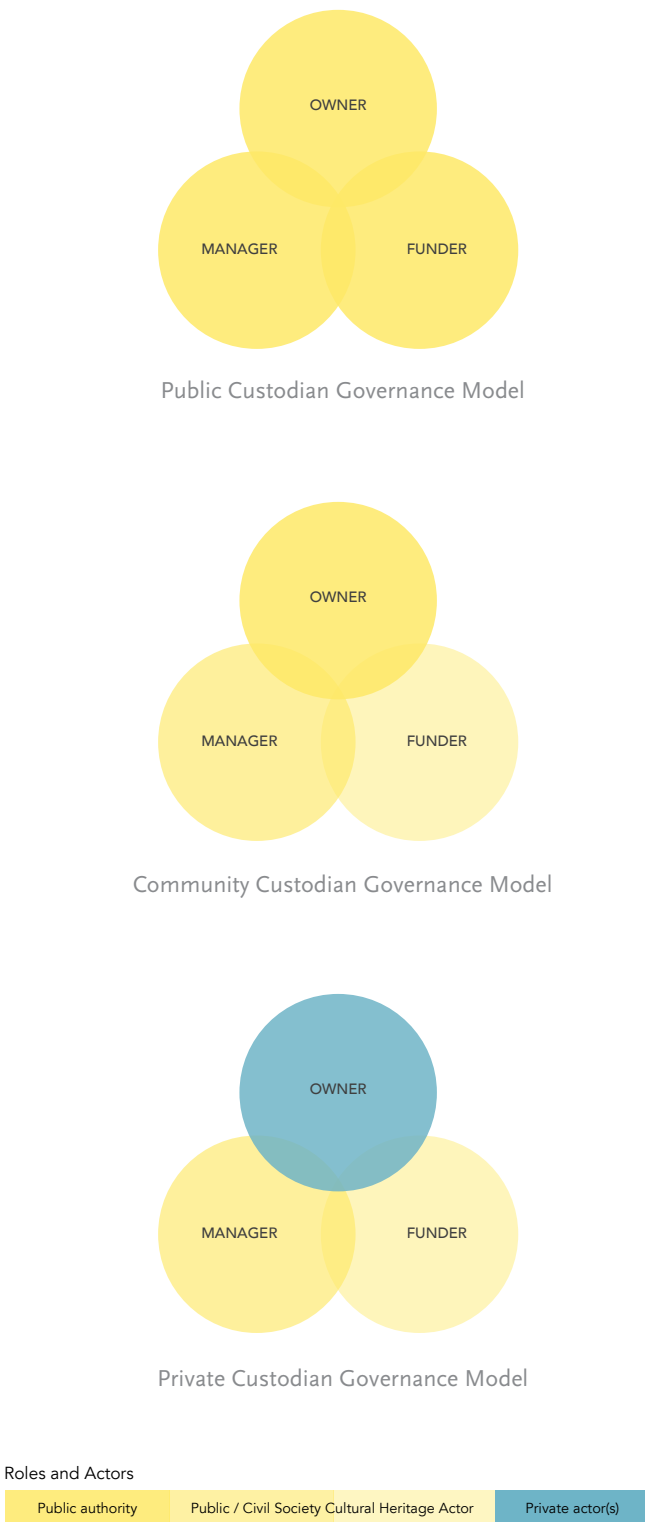 OWNER
MANAGER
FUNDER
Public Custodian Governance Model
OWNER
MANAGER
FUNDER
Community Custodian Governance Model
OWNER
MANAGER
FUNDER
Private Custodian Governance Model
Roles and Actors
Public authority
Public / Civil Society Cultural Heritage Actor
Private actor(s)